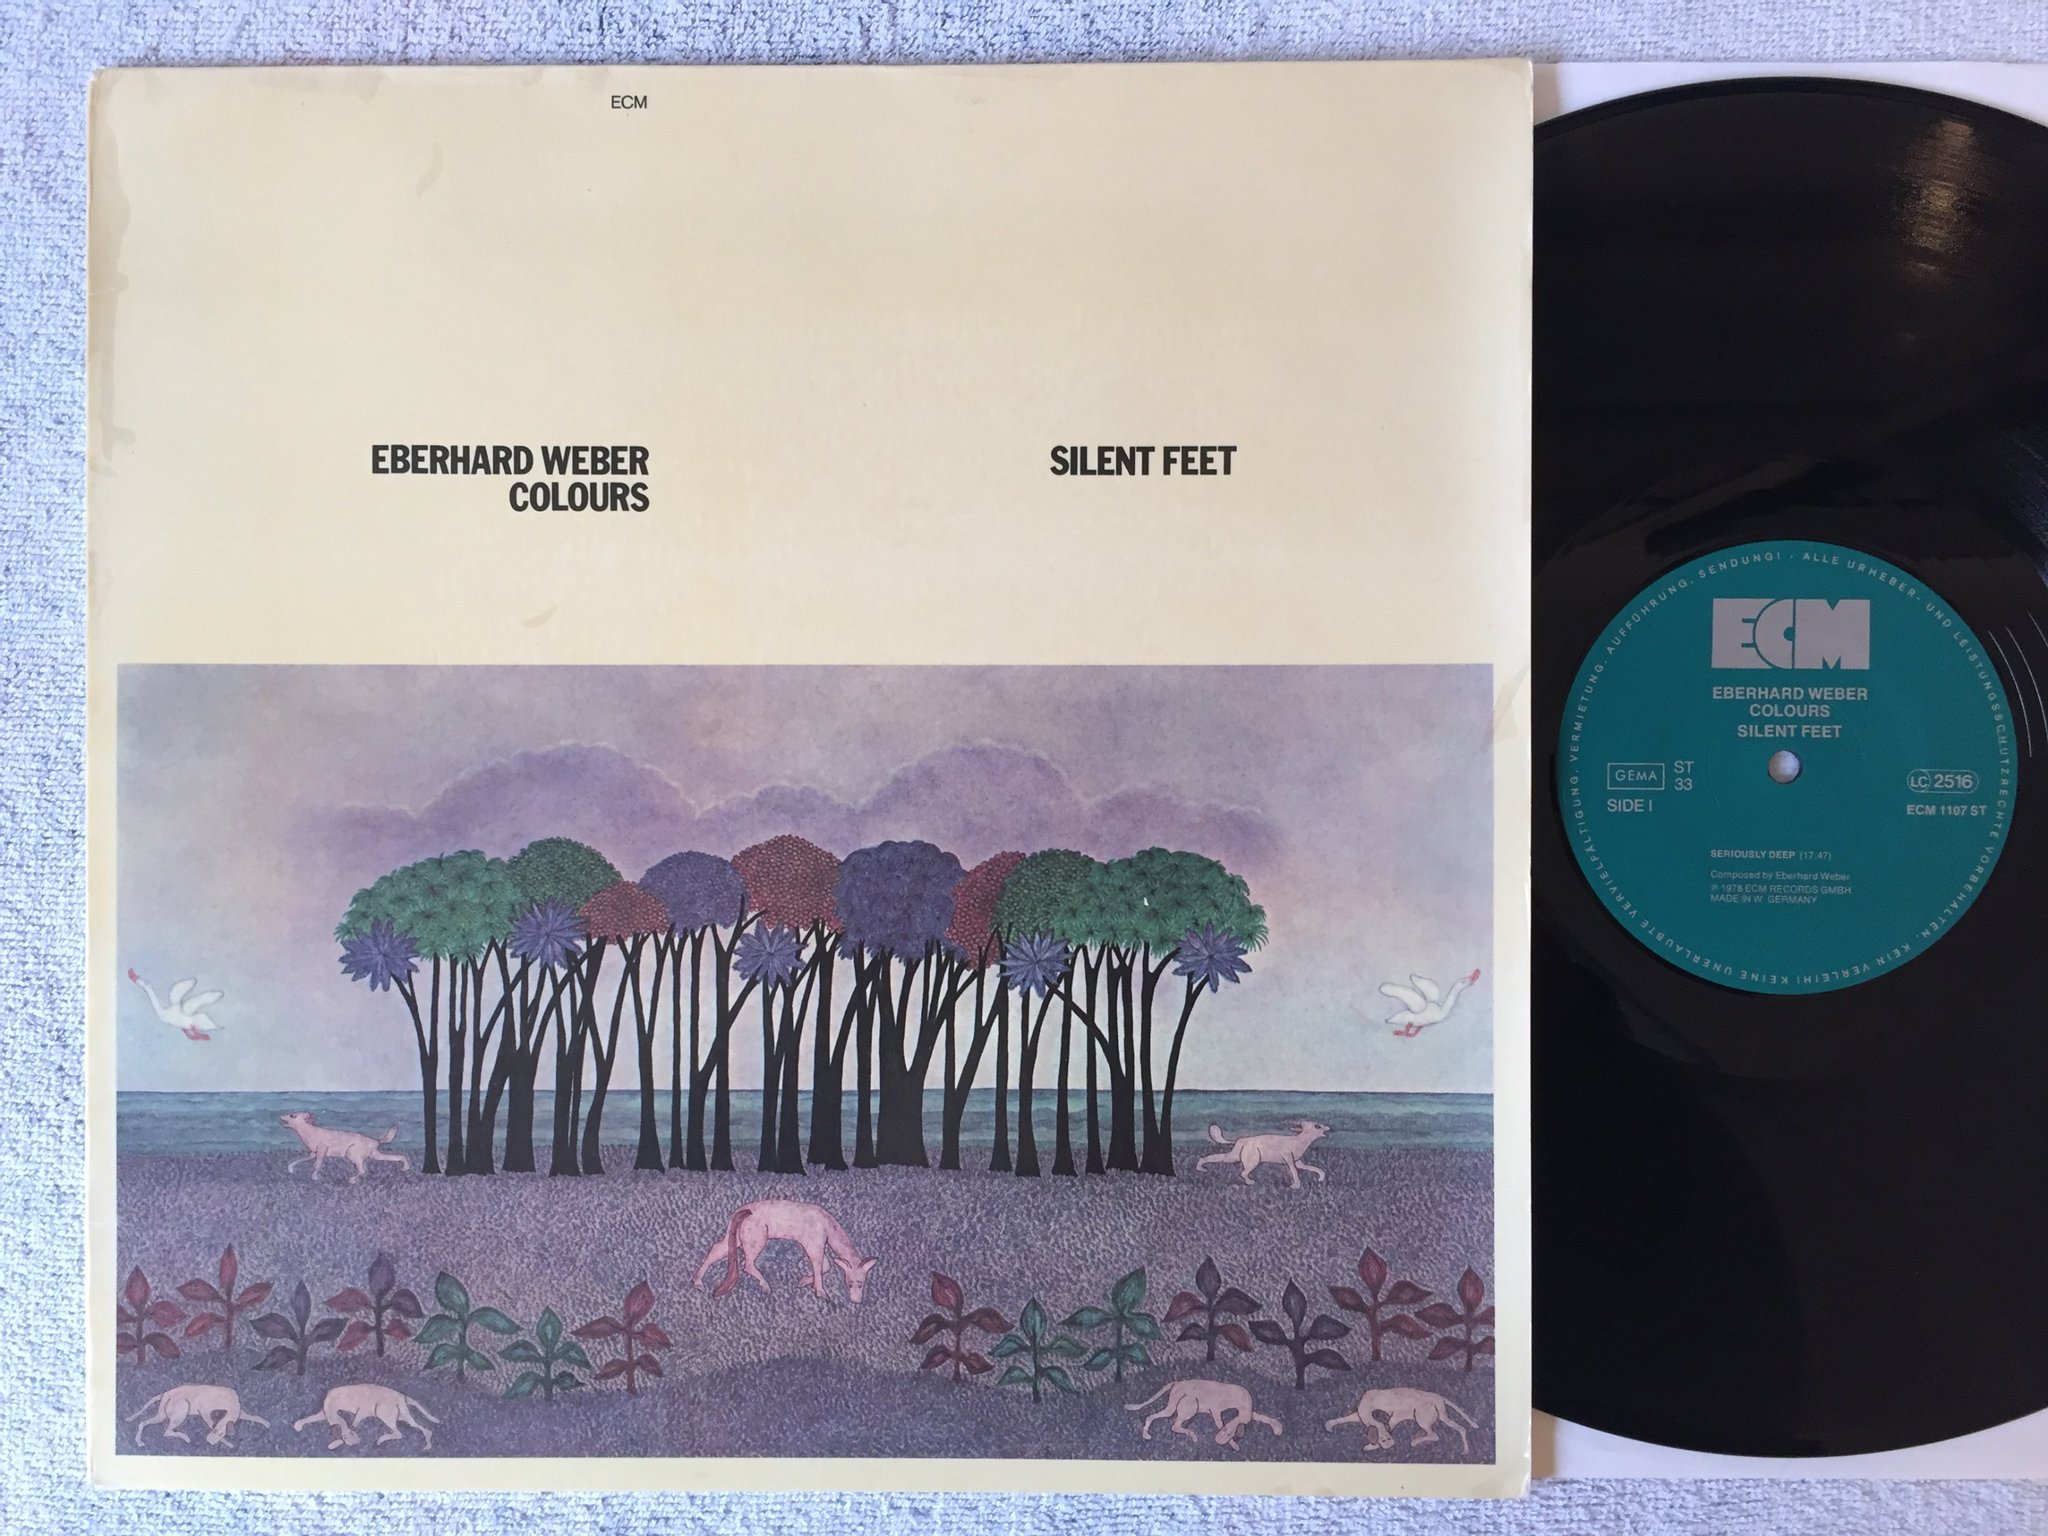 ECM
EBERHARD WEBER
COLOURS
SILENT FEET
ECM
EBERHARD WEBER
COLOURS
SILENT FEET
GEMA
ST
33
SIDE I
LC 2516
ECM 1107 ST
SERIOUSLY DEEP (17:47)
Composed by Eberhard Weber
℗ 1978 ECM RECORDS GMBH
MADE IN W. GERMANY
ALLE URHEBER- UND LEISTUNGSSCHUTZRECHTE VORBEHALTEN. KEIN VERLEIH! KEINE UNERLAUBTE VERVIELFÄLTIGUNG, VERMIETUNG, AUFFÜHRUNG, SENDUNG! ·